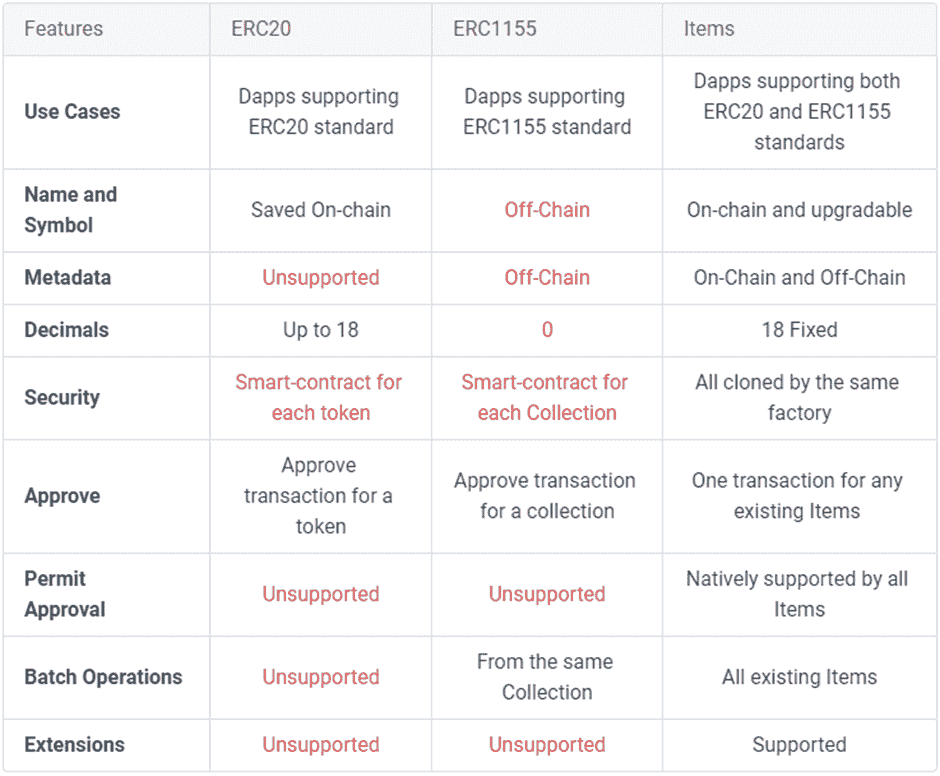 Features ERC20 ERC1155 Items
Use Cases
Dapps supporting
ERC20 standard
Dapps supporting
ERC1155 standard
Dapps supporting both
ERC20 and ERC1155
standards
Name and
Symbol
Saved On-chain
Off-Chain
On-chain and upgradable
Metadata
Unsupported
Off-Chain
On-Chain and Off-Chain
Decimals
Up to 18
0
18 Fixed
Security
Smart-contract for
each token
Smart-contract for
each Collection
All cloned by the same
factory
Approve
Approve
transaction for a
token
Approve transaction
for a collection
One transaction for any
existing Items
Permit
Approval
Unsupported
Unsupported
Natively supported by all
Items
Batch Operations
Unsupported
From the same
Collection
All existing Items
Extensions
Unsupported
Unsupported
Supported